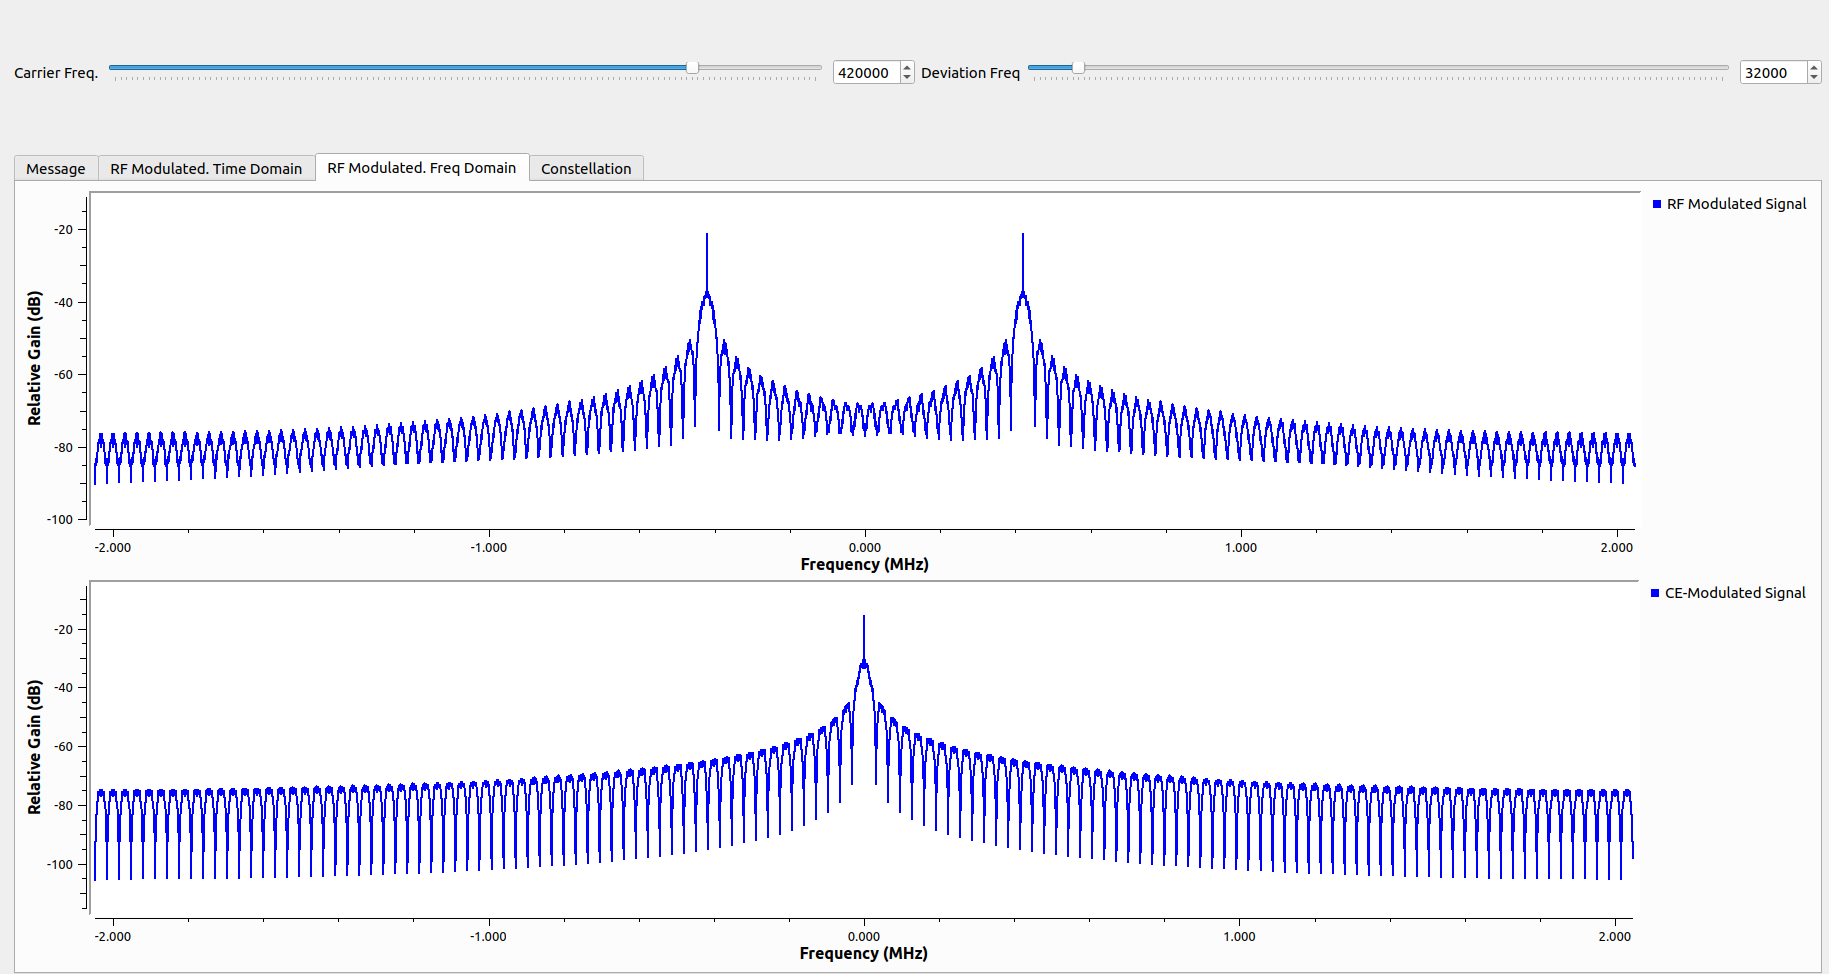 Carrier Freq. 420000 Deviation Freq 32000
Message RF Modulated. Time Domain RF Modulated. Freq Domain Constellation
RF Modulated Signal
Relative Gain (dB)
-20
-40
-60
-80
-100
-2.000 -1.000 0.000 1.000 2.000
Frequency (MHz)
CE-Modulated Signal
Relative Gain (dB)
-20
-40
-60
-80
-100
-2.000 -1.000 0.000 1.000 2.000
Frequency (MHz)